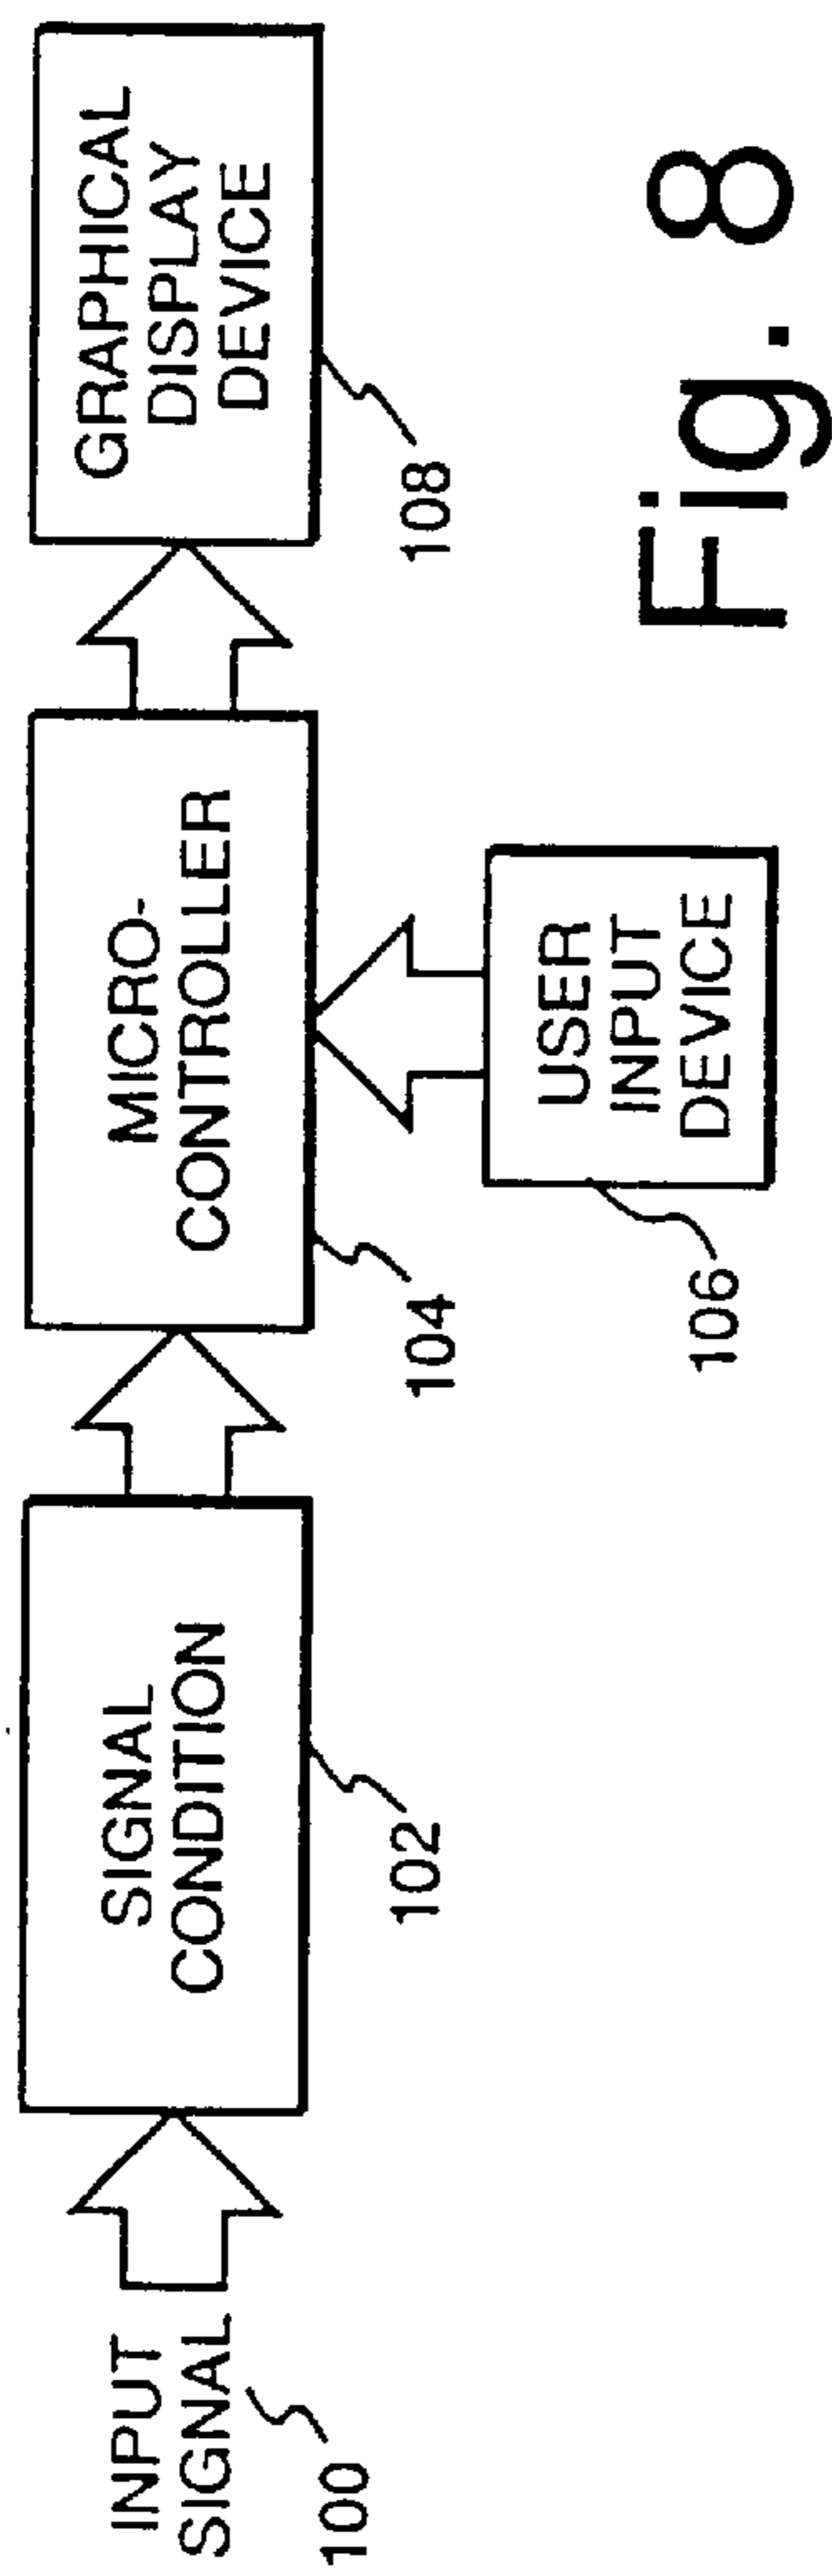 INPUT
SIGNAL
100
SIGNAL
CONDITION
102
MICRO-
CONTROLLER
104
USER
INPUT
DEVICE
106
GRAPHICAL
DISPLAY
DEVICE
108
Fig. 8